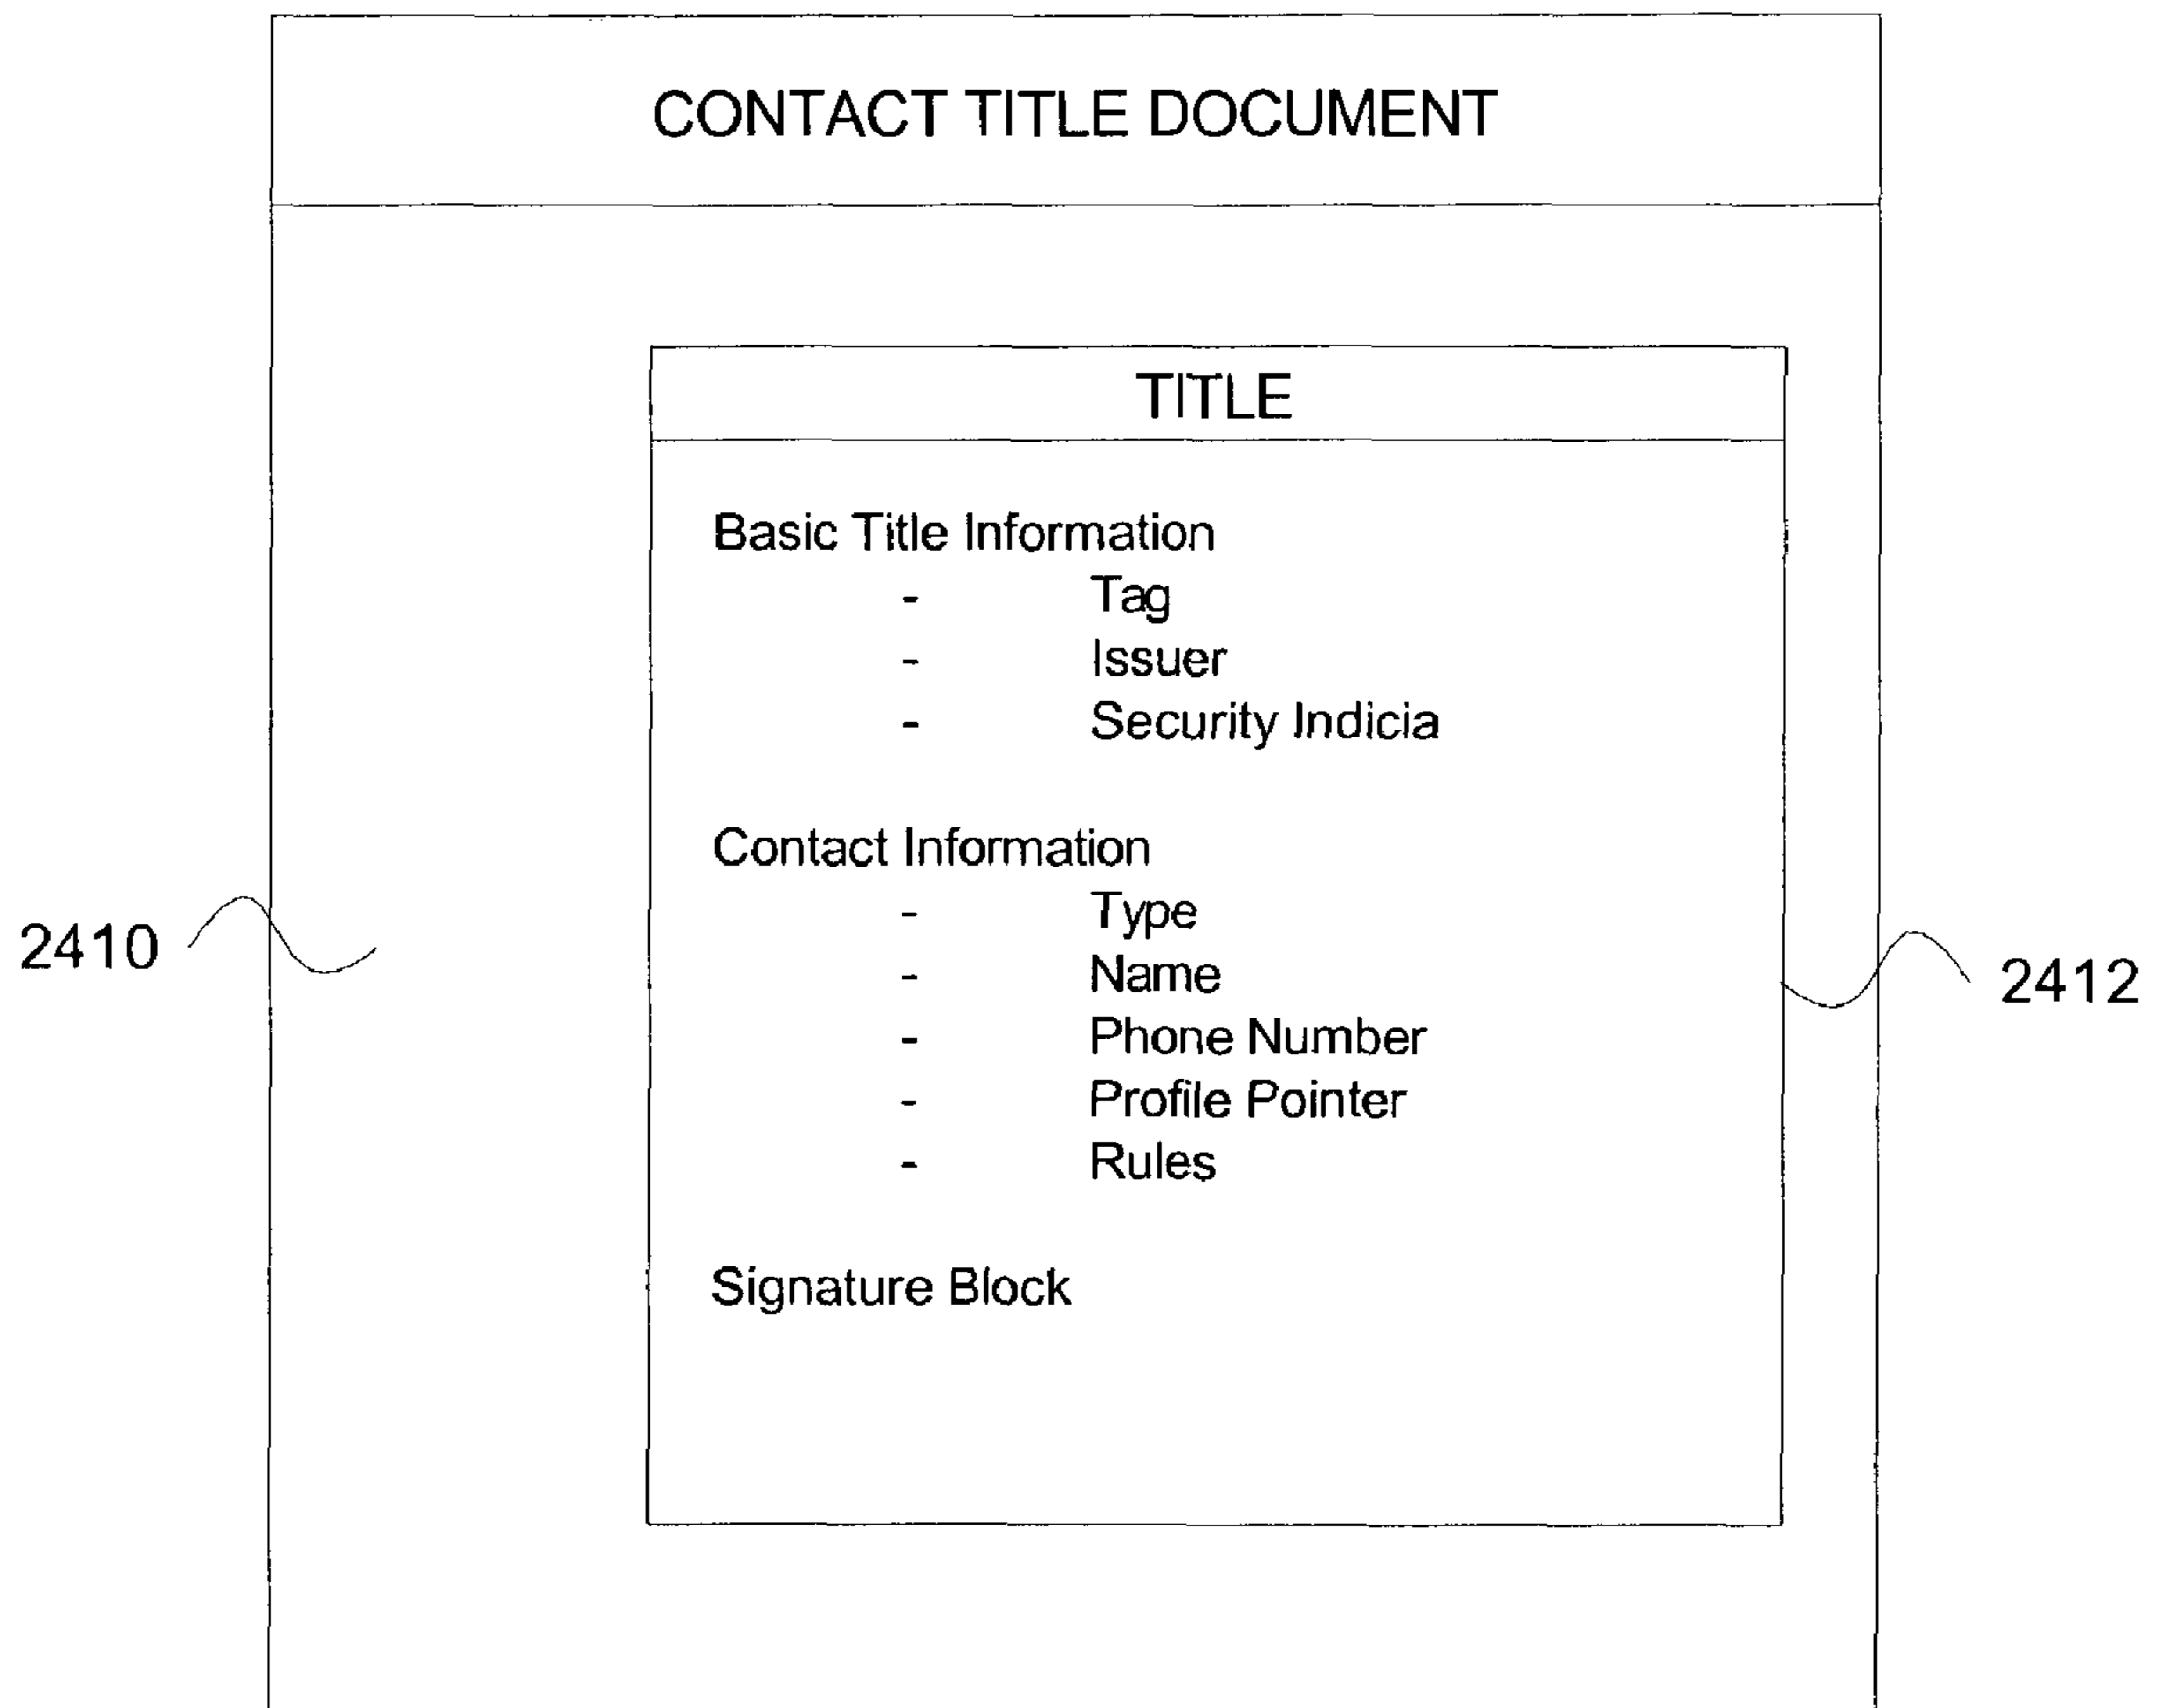 CONTACT TITLE DOCUMENT
TITLE
Basic Title Information
- Tag
- Issuer
- Security Indicia
Contact Information
- Type
- Name
- Phone Number
- Profile Pointer
- Rules
Signature Block
2410
2412